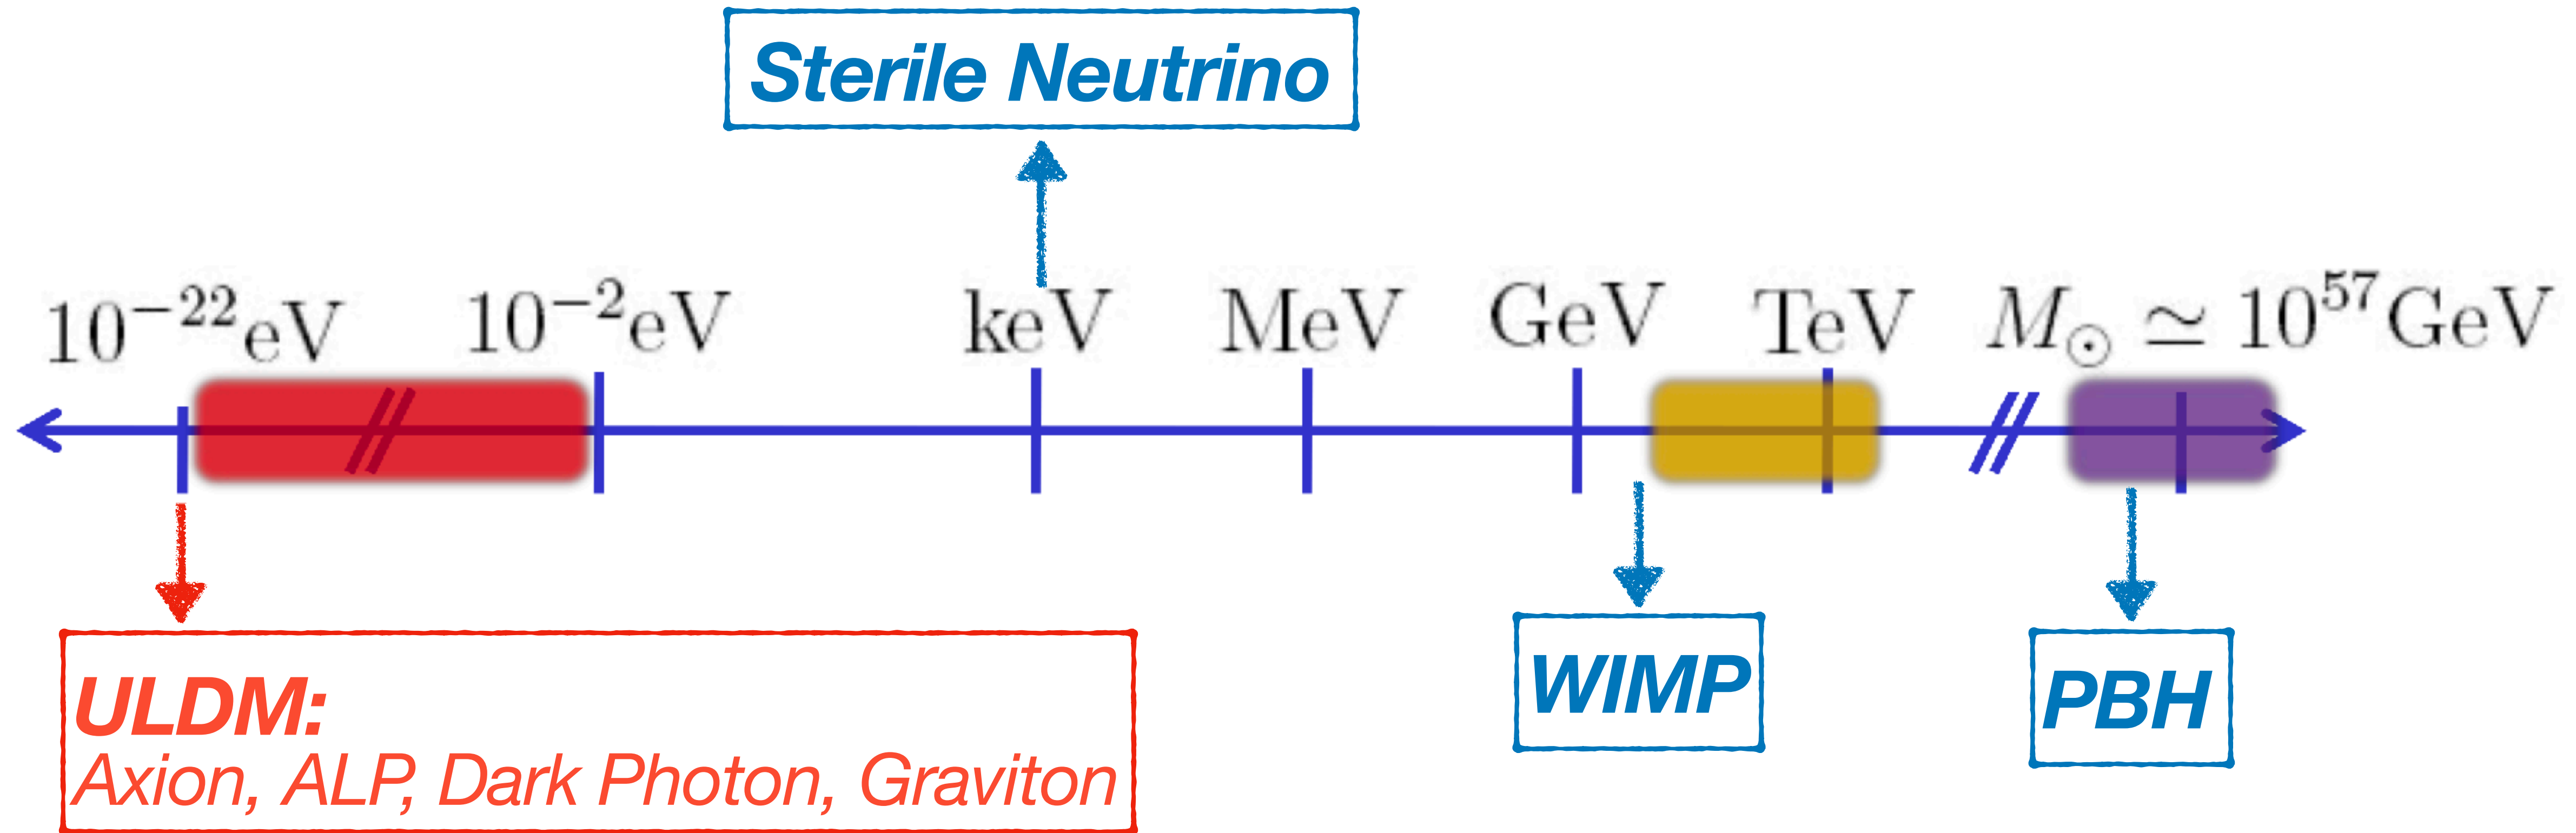 Sterile Neutrino
10⁻²²eV 10⁻²eV keV MeV GeV TeV M☉ ≃ 10⁵⁷GeV
ULDM:
Axion, ALP, Dark Photon, Graviton
WIMP
PBH